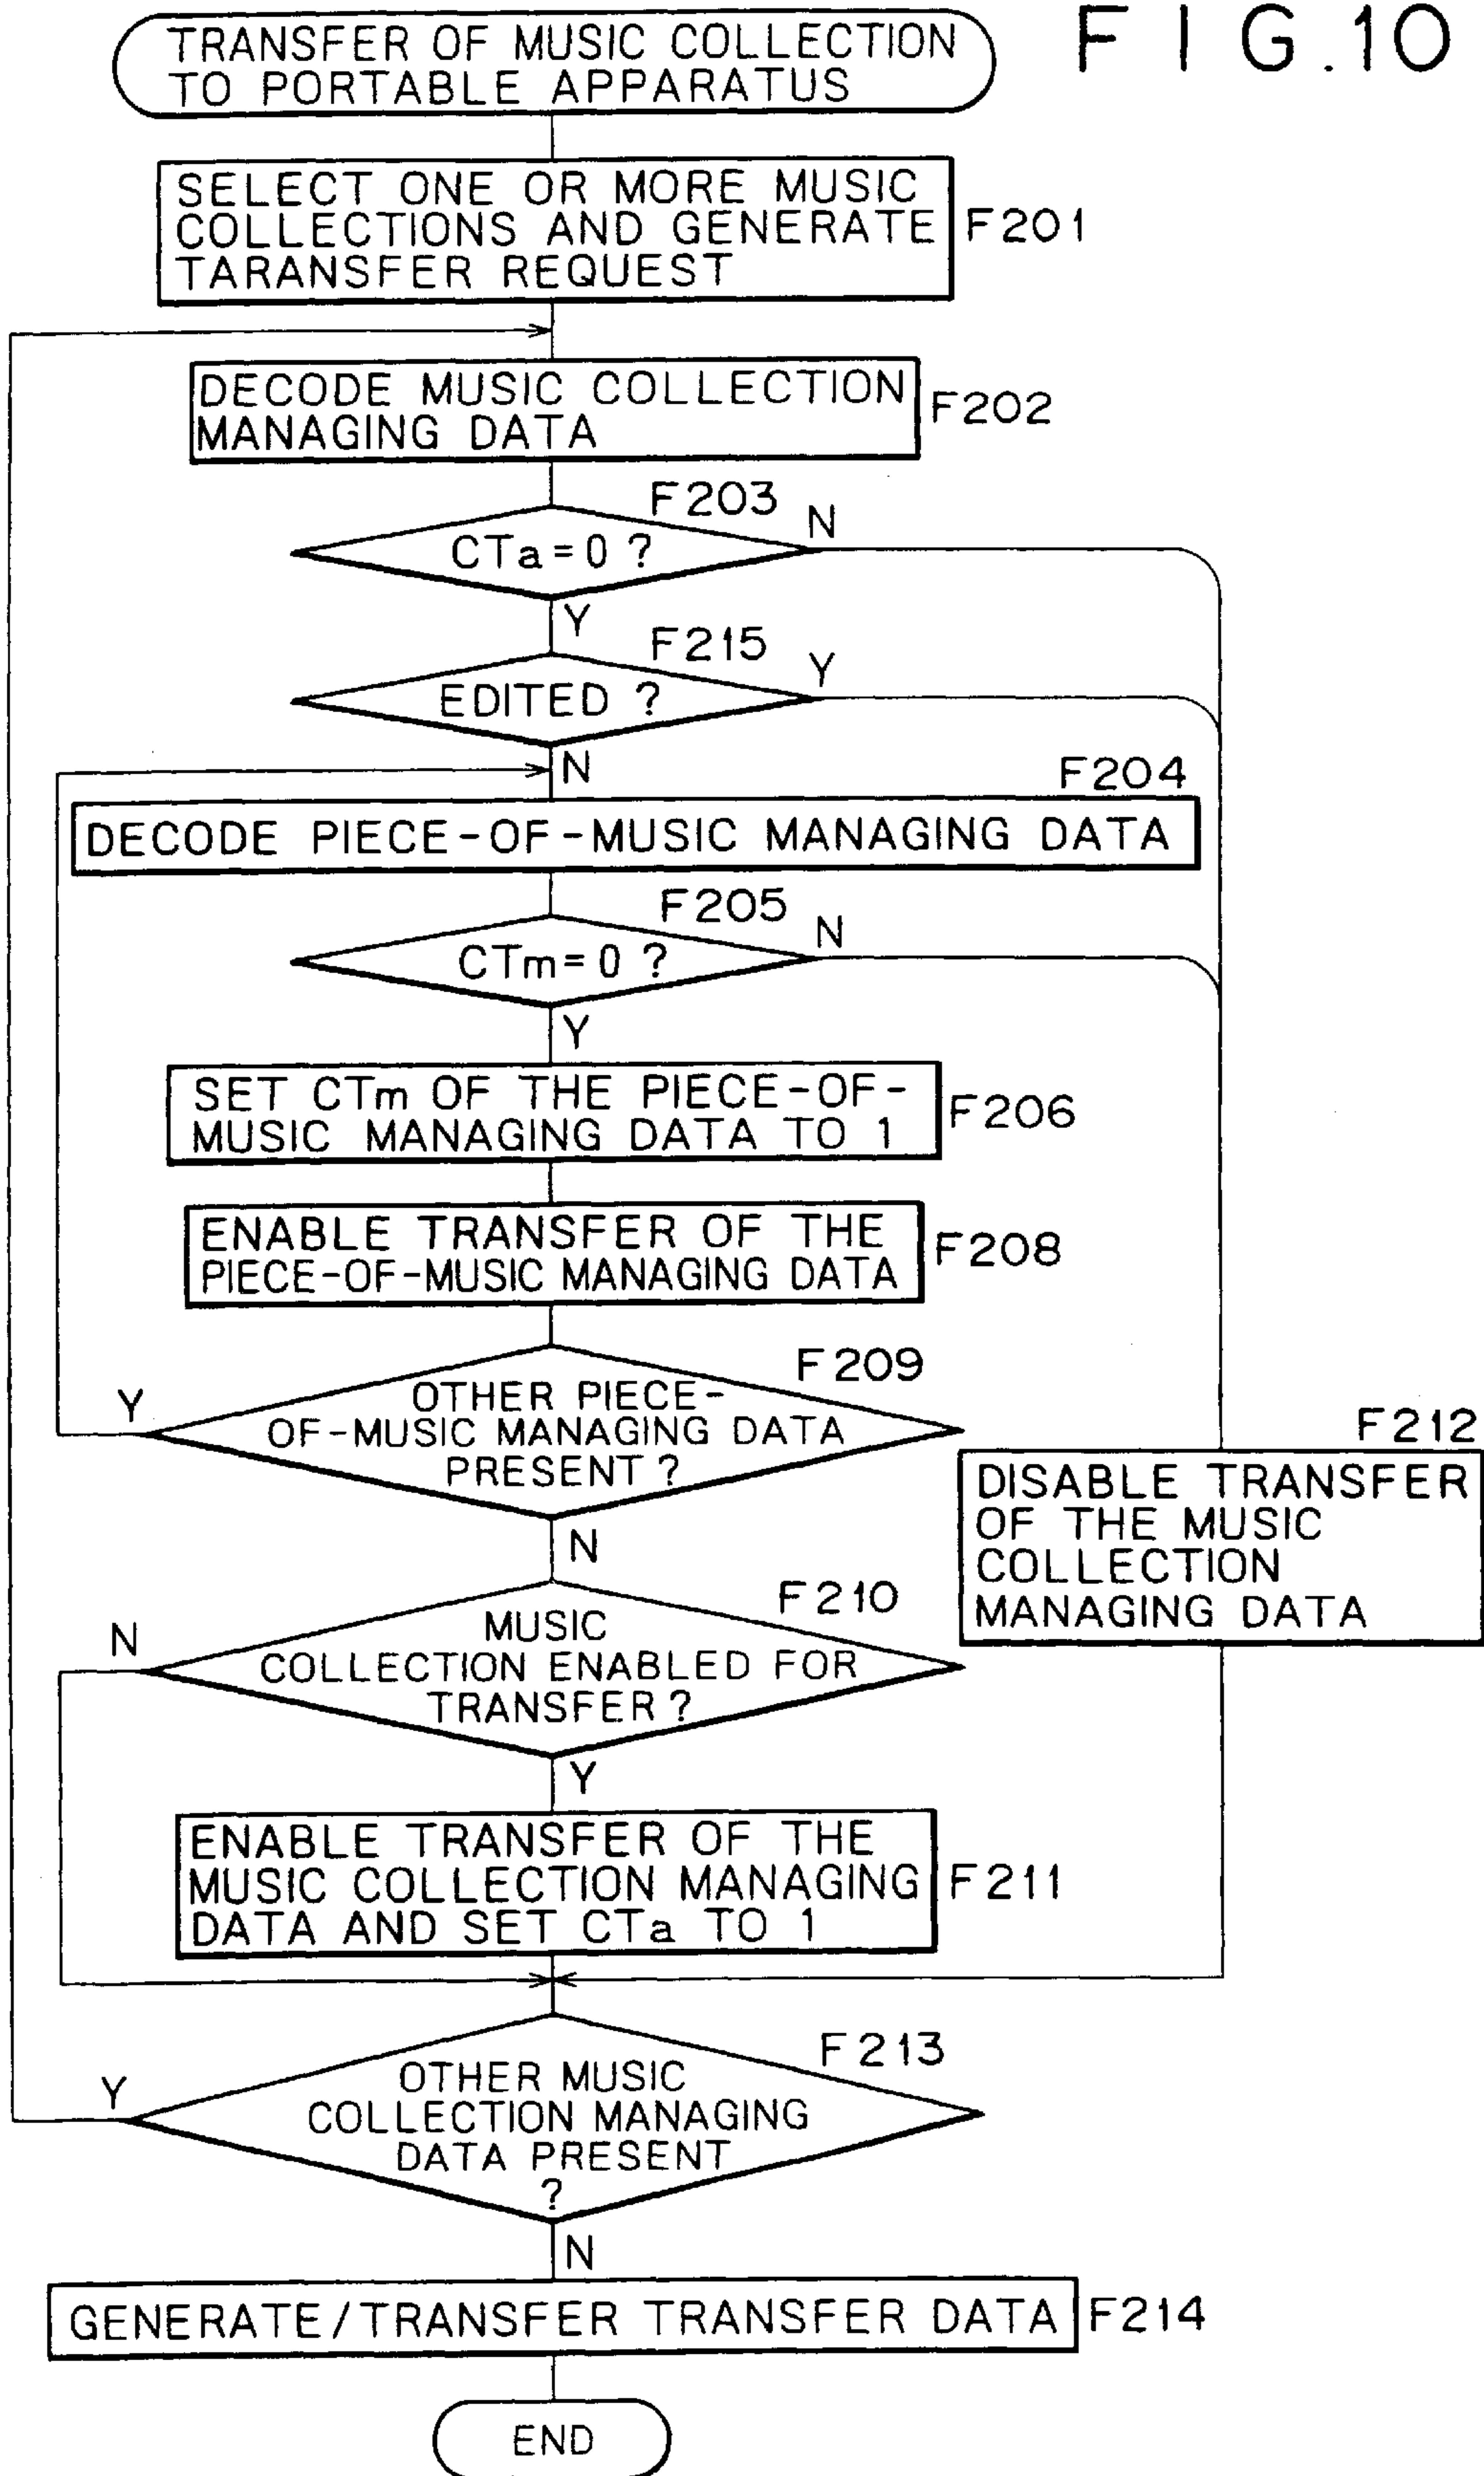 F I G.10
TRANSFER OF MUSIC COLLECTION
TO PORTABLE APPARATUS
SELECT ONE OR MORE MUSIC
COLLECTIONS AND GENERATE
TARANSFER REQUEST
F201
DECODE MUSIC COLLECTION
MANAGING DATA
F202
F203
CTa=0 ?
N
Y
F215
EDITED ?
Y
N
F204
DECODE PIECE-OF-MUSIC MANAGING DATA
F205
CTm=0 ?
N
Y
SET CTm OF THE PIECE-OF-
MUSIC MANAGING DATA TO 1
F206
ENABLE TRANSFER OF THE
PIECE-OF-MUSIC MANAGING DATA
F208
F209
OTHER PIECE-
OF-MUSIC MANAGING DATA
PRESENT ?
Y
N
F212
DISABLE TRANSFER
OF THE MUSIC
COLLECTION
MANAGING DATA
F210
MUSIC
COLLECTION ENABLED FOR
TRANSFER ?
N
Y
ENABLE TRANSFER OF THE
MUSIC COLLECTION MANAGING
DATA AND SET CTa TO 1
F211
F213
OTHER MUSIC
COLLECTION MANAGING
DATA PRESENT
?
Y
N
GENERATE/TRANSFER TRANSFER DATA
F214
END